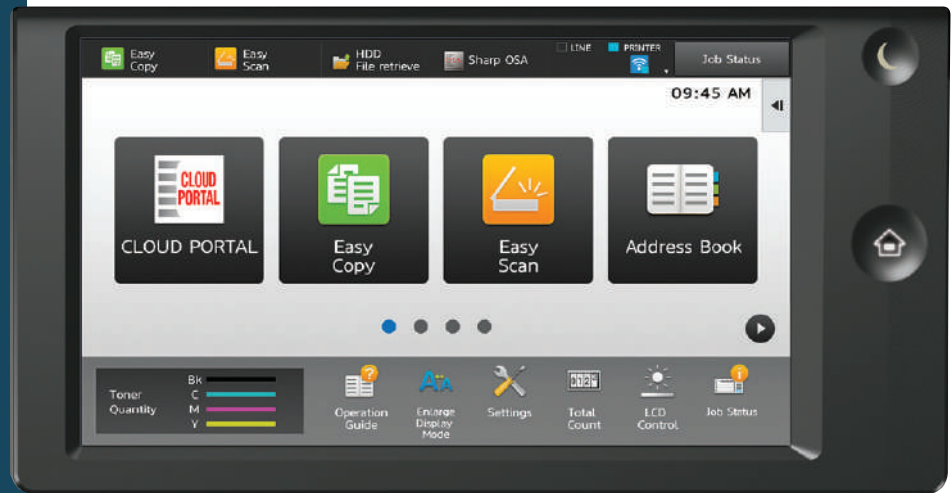 Easy
Copy
Easy
Scan
HDD
File retrieve
Sharp OSA
LINE
PRINTER
Job Status
09:45 AM
CLOUD
PORTAL
CLOUD PORTAL
Easy
Copy
Easy
Scan
Address Book
Toner
Quantity
Bk
C
M
Y
Operation
Guide
Enlarge
Display
Mode
Settings
Total
Count
LCD
Control
Job Status